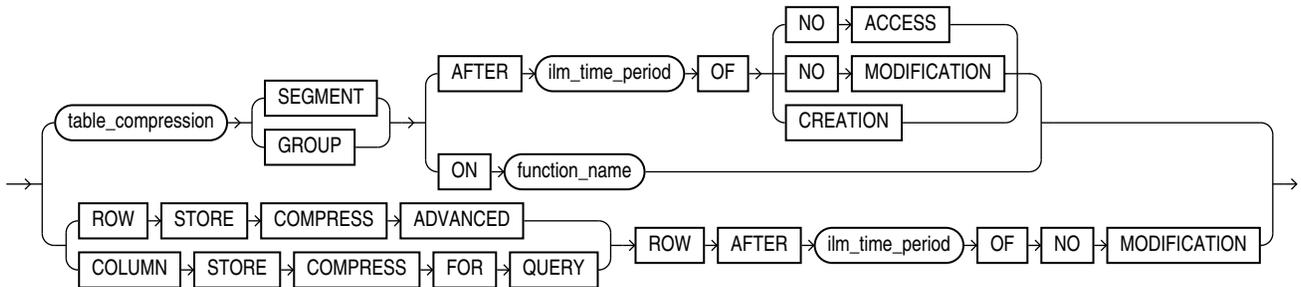 NO ACCESS
AFTER ilm_time_period OF NO MODIFICATION
SEGMENT
table_compression CREATION
GROUP
ON function_name
ROW STORE COMPRESS ADVANCED
ROW AFTER ilm_time_period OF NO MODIFICATION
COLUMN STORE COMPRESS FOR QUERY